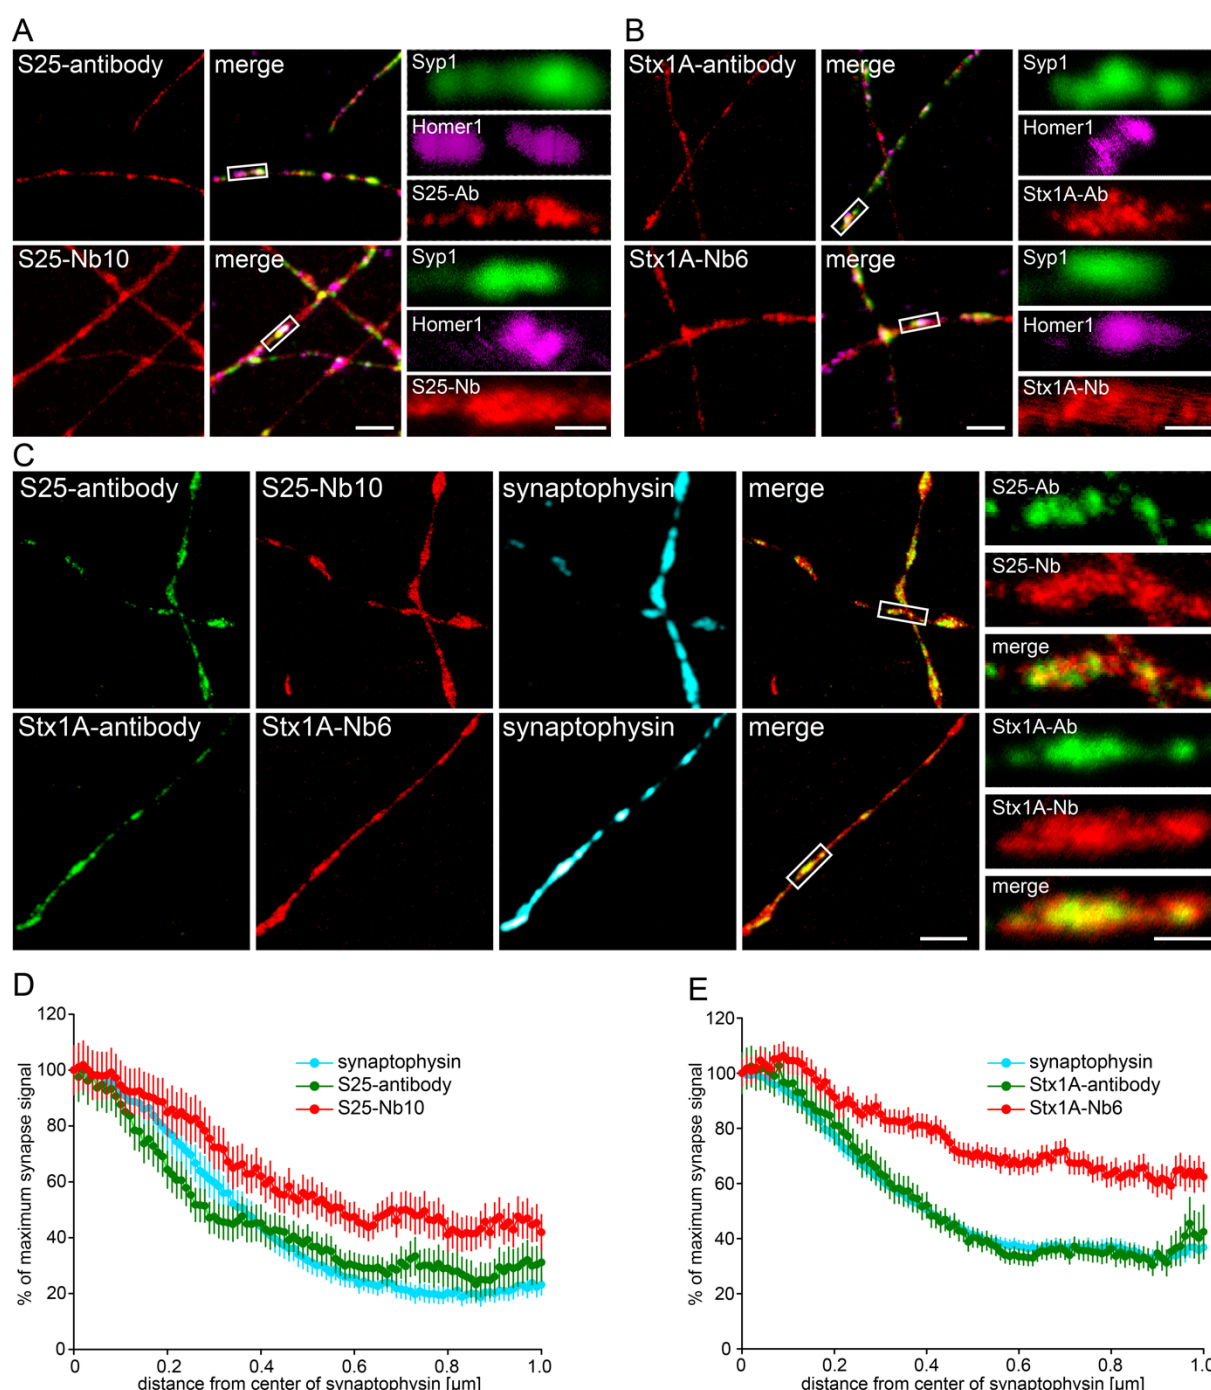 A
B
S25-antibody
merge
Syp1
Homer1
S25-Ab
Stx1A-antibody
merge
Syp1
Homer1
Stx1A-Ab
S25-Nb10
merge
Syp1
Homer1
S25-Nb
Stx1A-Nb6
merge
Syp1
Homer1
Stx1A-Nb
C
S25-antibody
S25-Nb10
synaptophysin
merge
S25-Ab
S25-Nb
merge
Stx1A-antibody
Stx1A-Nb6
synaptophysin
merge
Stx1A-Ab
Stx1A-Nb
merge
D
% of maximum synapse signal
120
100
80
60
40
20
0
synaptophysin
S25-antibody
S25-Nb10
0 0.2 0.4 0.6 0.8 1.0
distance from center of synaptophysin [µm]
E
% of maximum synapse signal
120
100
80
60
40
20
0
synaptophysin
Stx1A-antibody
Stx1A-Nb6
0 0.2 0.4 0.6 0.8 1.0
distance from center of synaptophysin [µm]